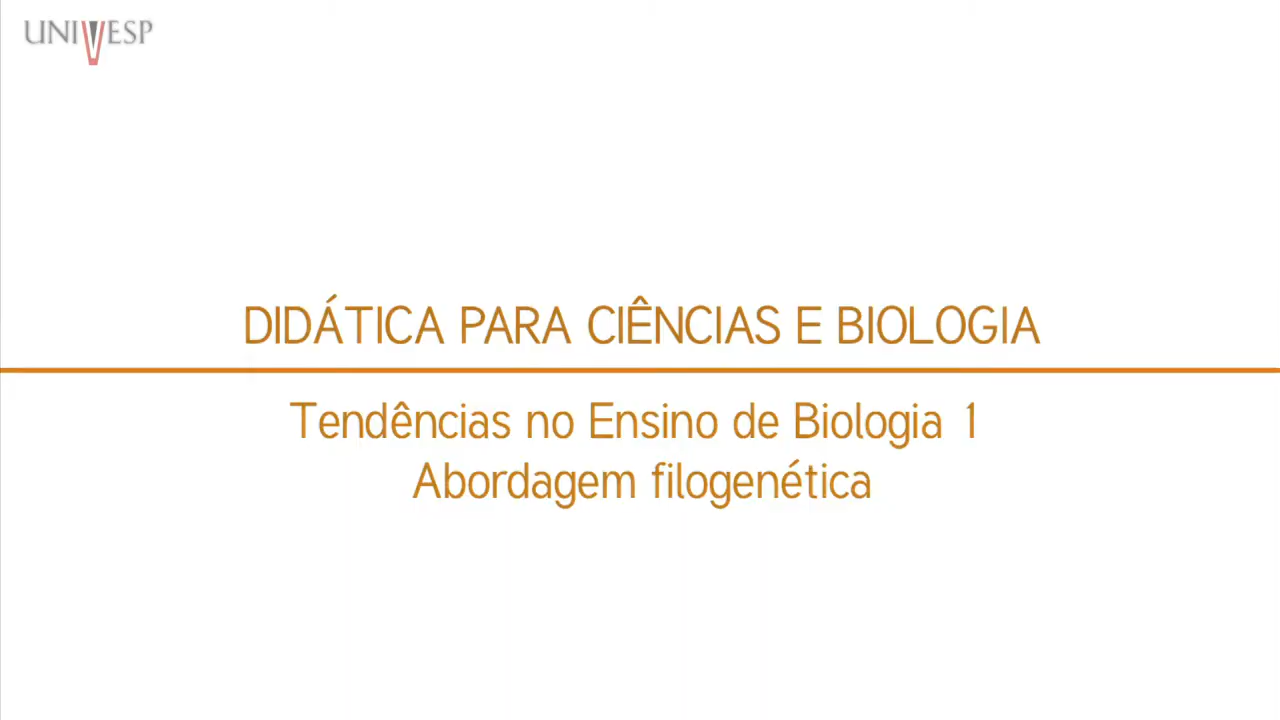 UNIVESP
DIDÁTICA PARA CIÊNCIAS E BIOLOGIA
Tendências no Ensino de Biologia 1
Abordagem filogenética